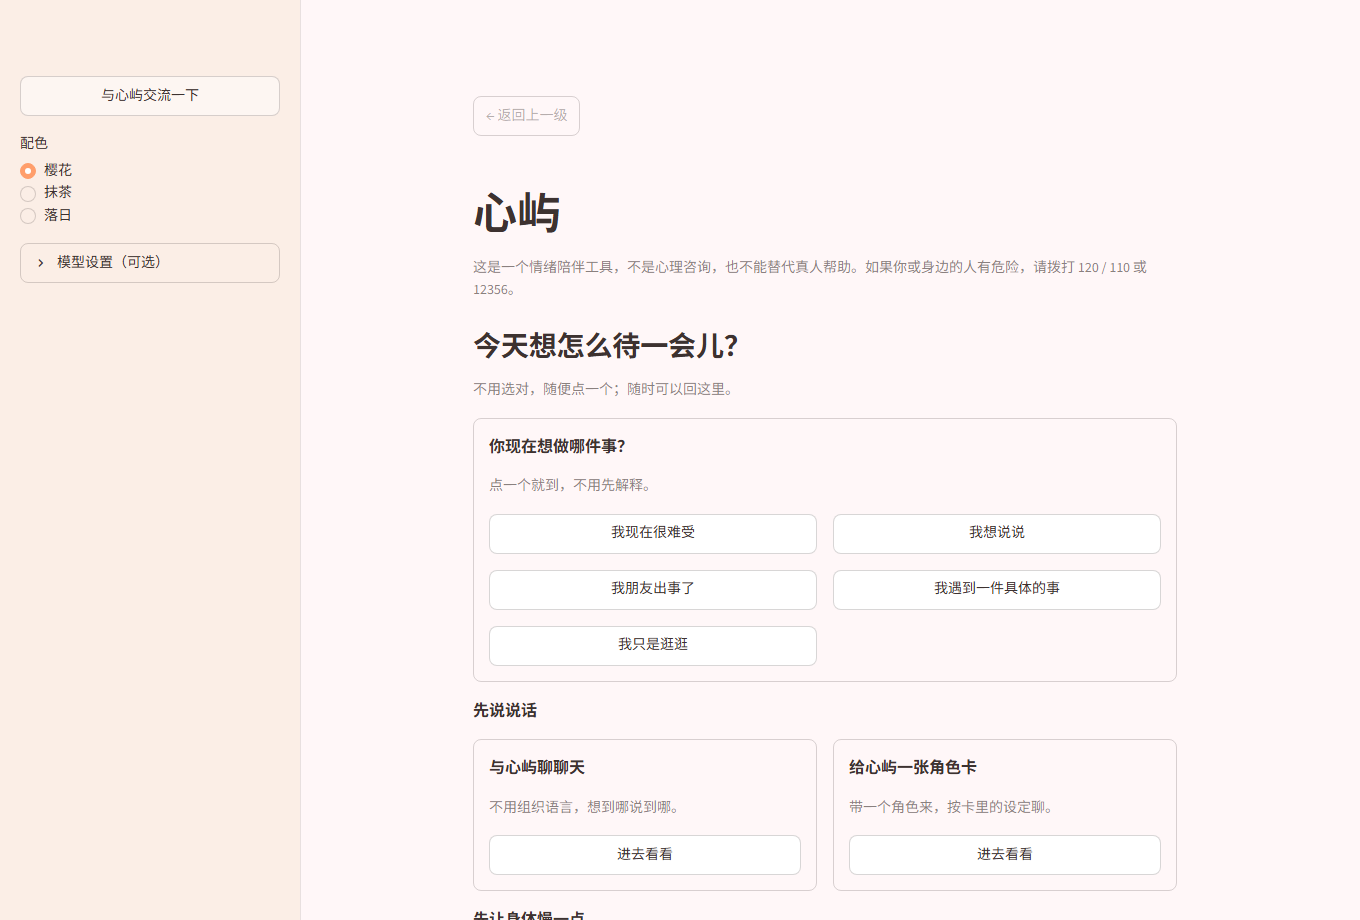 与心屿交流一下
配色
樱花
抹茶
落日
模型设置（可选）
← 返回上一级
心屿
这是一个情绪陪伴工具，不是心理咨询，也不能替代真人帮助。如果你或身边的人有危险，请拨打 120 / 110 或
12356。
今天想怎么待一会儿？
不用选对，随便点一个；随时可以回这里。
你现在想做哪件事？
点一个就到，不用先解释。
我现在很难受
我想说说
我朋友出事了
我遇到一件具体的事
我只是逛逛
先说说话
与心屿聊聊天
给心屿一张角色卡
不用组织语言，想到哪说到哪。
带一个角色来，按卡里的设定聊。
进去看看
进去看看
先让身体慢一点